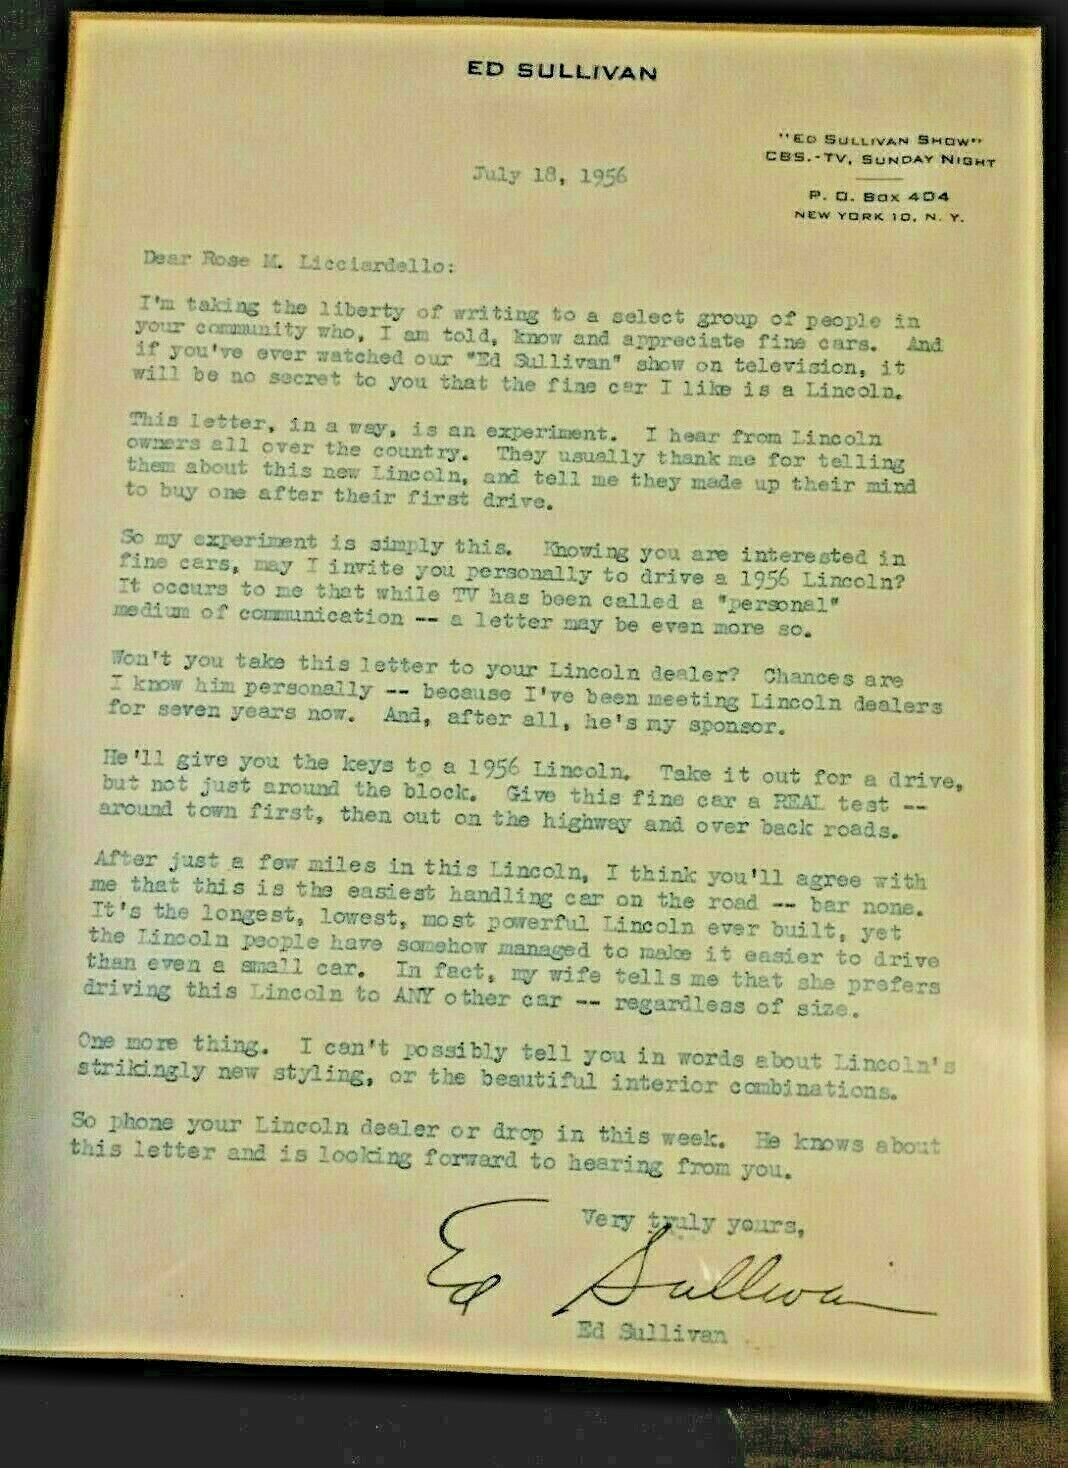 ED SULLIVAN
"ED SULLIVAN SHOW"
CBS.-TV, SUNDAY NIGHT
P. O. BOX 404
NEW YORK 10, N. Y.
July 18, 1956
Dear Rose M. Licciardello:
I'm taking the liberty of writing to a select group of people in
your community who, I am told, know and appreciate fine cars. And
if you've ever watched our "Ed Sullivan" show on television, it
will be no secret to you that the fine car I like is a Lincoln.
This letter, in a way, is an experiment. I hear from Lincoln
owners all over the country. They usually thank me for telling
them about this new Lincoln, and tell me they made up their mind
to buy one after their first drive.
So my experiment is simply this. Knowing you are interested in
fine cars, may I invite you personally to drive a 1956 Lincoln?
It occurs to me that while TV has been called a "personal"
medium of communication -- a letter may be even more so.
Won't you take this letter to your Lincoln dealer? Chances are
I know him personally -- because I've been meeting Lincoln dealers
for seven years now. And, after all, he's my sponsor.
He'll give you the keys to a 1956 Lincoln. Take it out for a drive,
but not just around the block. Give this fine car a REAL test --
around town first, then out on the highway and over back roads.
After just a few miles in this Lincoln, I think you'll agree with
me that this is the easiest handling car on the road -- bar none.
It's the longest, lowest, most powerful Lincoln ever built, yet
the Lincoln people have somehow managed to make it easier to drive
than even a small car. In fact, my wife tells me that she prefers
driving this Lincoln to ANY other car -- regardless of size.
One more thing. I can't possibly tell you in words about Lincoln's
strikingly new styling, or the beautiful interior combinations.
So phone your Lincoln dealer or drop in this week. He knows about
this letter and is looking forward to hearing from you.
Very truly yours,
Ed Sullivan
Ed Sullivan